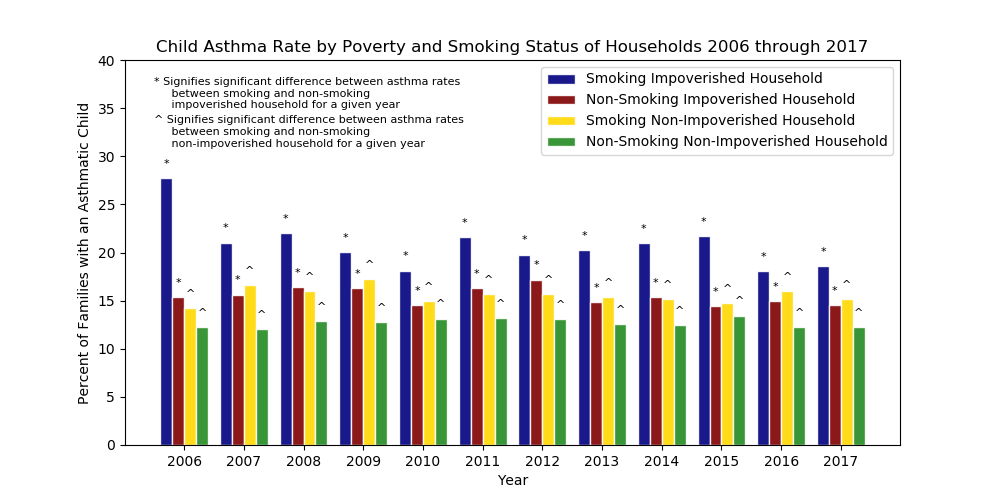 Child Asthma Rate by Poverty and Smoking Status of Households 2006 through 2017
Percent of Families with an Asthmatic Child
40
35
30
25
20
15
10
5
0
* Signifies significant difference between asthma rates
between smoking and non-smoking
impoverished household for a given year
^ Signifies significant difference between asthma rates
between smoking and non-smoking
non-impoverished household for a given year
Smoking Impoverished Household
Non-Smoking Impoverished Household
Smoking Non-Impoverished Household
Non-Smoking Non-Impoverished Household
* * ^ ^ * * ^ ^ * * ^ ^ * * ^ ^ * * ^ ^ * * ^ ^ * * ^ ^ * * ^ ^ * * ^ ^ * * ^ ^ * * ^ ^ * * ^ ^
2006 2007 2008 2009 2010 2011 2012 2013 2014 2015 2016 2017
Year